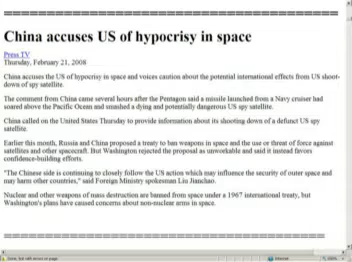 ==================================================
China accuses US of hypocrisy in space
Press TV
Thursday, February 21, 2008
China accuses the US of hypocrisy in space and voices caution about the potential international effects from US shoot-
down of spy satellite.
The comment from China came several hours after the Pentagon said a missile launched from a Navy cruiser had
soared above the Pacific Ocean and smashed a dying and potentially dangerous US spy satellite.
China called on the United States Thursday to provide information about its shooting down of a defunct US spy
satellite.
Earlier this month, Russia and China proposed a treaty to ban weapons in space and the use or threat of force against
satellites and other spacecraft. But Washington rejected the proposal as unworkable and said it instead favors
confidence-building efforts.
"The Chinese side is continuing to closely follow the US action which may influence the security of outer space and
may harm other countries," said Foreign Ministry spokesman Liu Jianchao.
Nuclear and other weapons of mass destruction are banned from space under a 1967 international treaty, but
Washington's plans have caused concerns about non-nuclear arms in space.
==================================================
Done, but with errors on page.
Internet